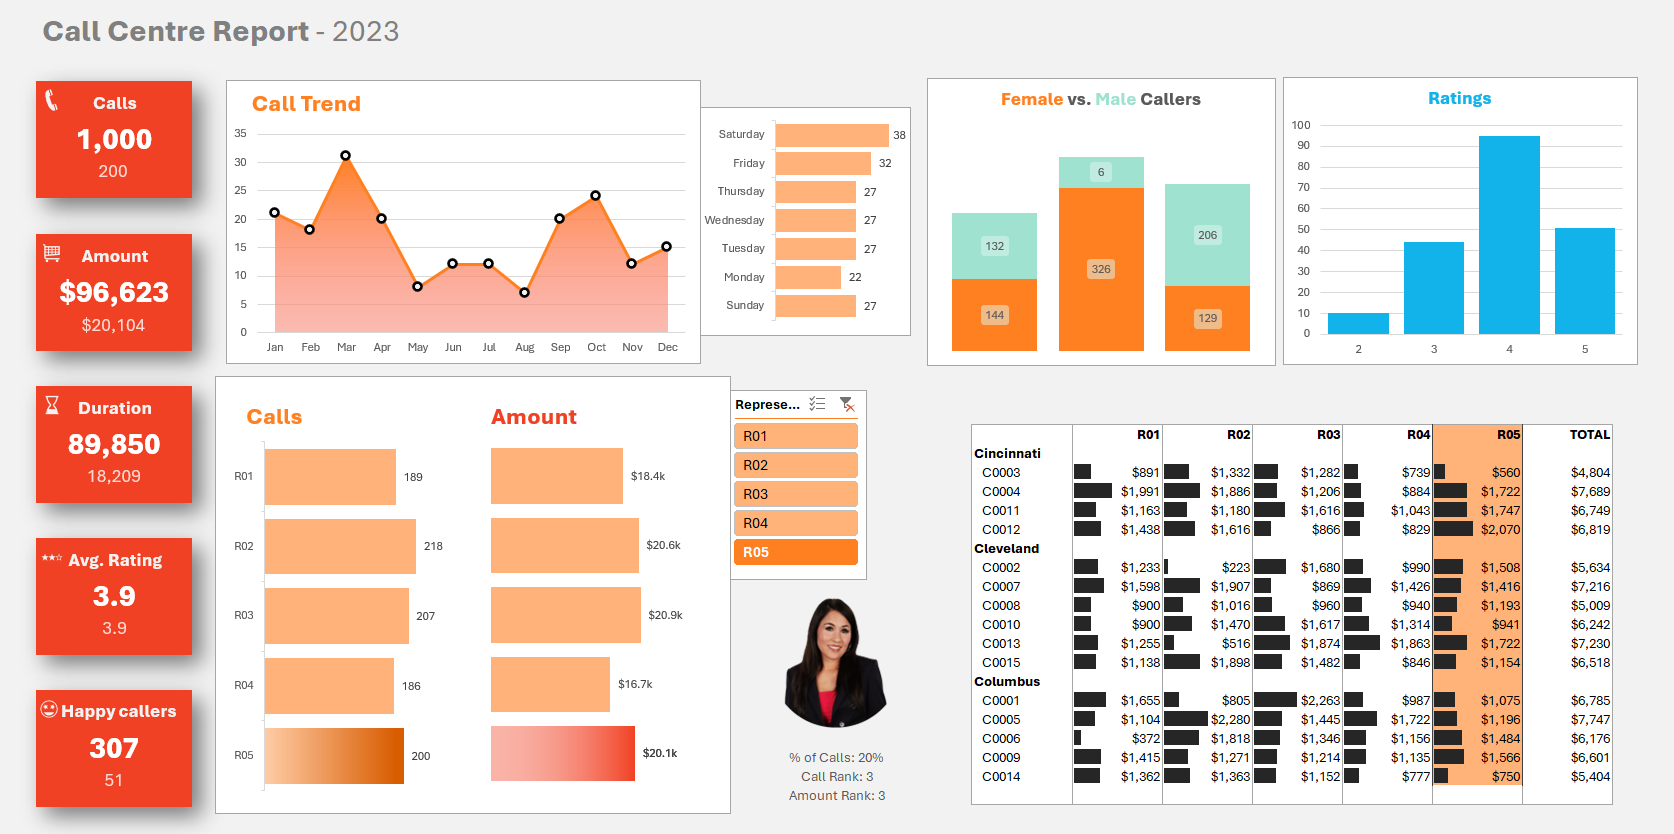 Call Centre Report - 2023
Calls
1,000
200
Amount
$96,623
$20,104
Duration
89,850
18,209
Avg. Rating
3.9
3.9
Happy callers
307
51
Call Trend
35
30
25
20
15
10
5
0
Jan Feb Mar Apr May Jun Jul Aug Sep Oct Nov Dec
Saturday 38
Friday 32
Thursday 27
Wednesday 27
Tuesday 27
Monday 22
Sunday 27
Female vs. Male Callers
132
144
6
326
206
129
Ratings
100
90
80
70
60
50
40
30
20
10
0
2 3 4 5
Calls Amount
R01 189 $18.4k
R02 218 $20.6k
R03 207 $20.9k
R04 186 $16.7k
R05 200 $20.1k
Represe...
R01
R02
R03
R04
R05
% of Calls: 20%
Call Rank: 3
Amount Rank: 3
R01 R02 R03 R04 R05 TOTAL
Cincinnati
C0003 $891 $1,332 $1,282 $739 $560 $4,804
C0004 $1,991 $1,886 $1,206 $884 $1,722 $7,689
C0011 $1,163 $1,180 $1,616 $1,043 $1,747 $6,749
C0012 $1,438 $1,616 $866 $829 $2,070 $6,819
Cleveland
C0002 $1,233 $223 $1,680 $990 $1,508 $5,634
C0007 $1,598 $1,907 $869 $1,426 $1,416 $7,216
C0008 $900 $1,016 $960 $940 $1,193 $5,009
C0010 $900 $1,470 $1,617 $1,314 $941 $6,242
C0013 $1,255 $516 $1,874 $1,863 $1,722 $7,230
C0015 $1,138 $1,898 $1,482 $846 $1,154 $6,518
Columbus
C0001 $1,655 $805 $2,263 $987 $1,075 $6,785
C0005 $1,104 $2,280 $1,445 $1,722 $1,196 $7,747
C0006 $372 $1,818 $1,346 $1,156 $1,484 $6,176
C0009 $1,415 $1,271 $1,214 $1,135 $1,566 $6,601
C0014 $1,362 $1,363 $1,152 $777 $750 $5,404